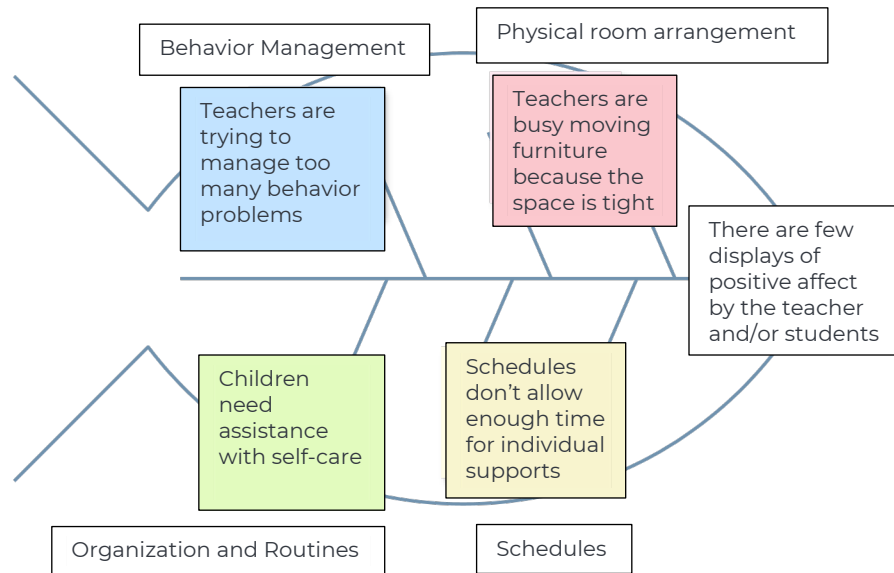 Behavior Management
Physical room arrangement
Teachers are
trying to
manage too
many behavior
problems
Teachers are
busy moving
furniture
because the
space is tight
There are few
displays of
positive affect
by the teacher
and/or students
Children
need
assistance
with self-care
Schedules
don’t allow
enough time
for individual
supports
Organization and Routines
Schedules